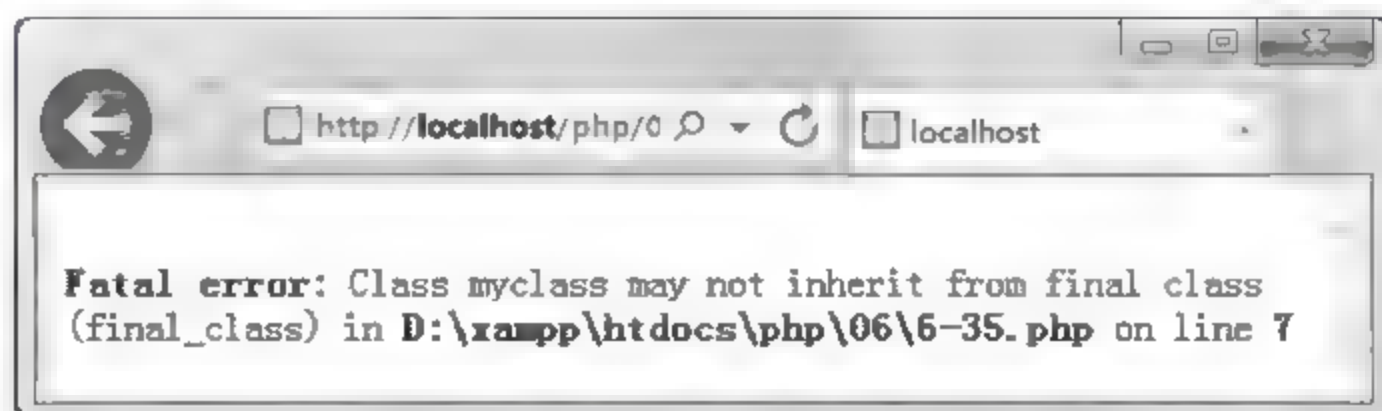 http://localhost/php/0
localhost
Fatal error: Class myclass may not inherit from final class
(final_class) in D:\xampp\htdocs\php\06\6-35.php on line 7